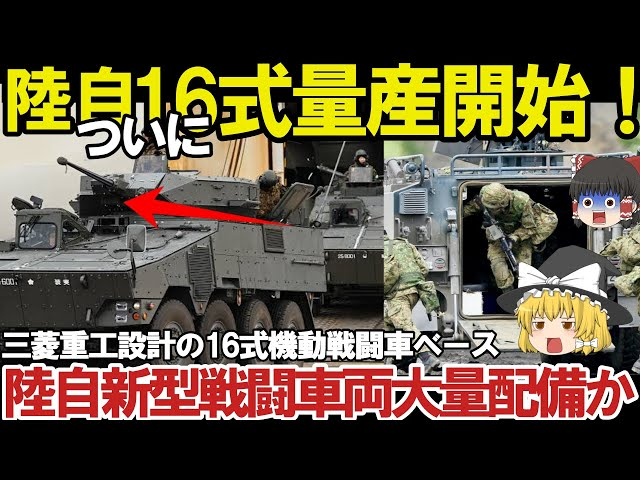 陸自16式量産開始！
ついに
三菱重工設計の16式機動戦闘車ベース
陸自新型戦闘車両大量配備か